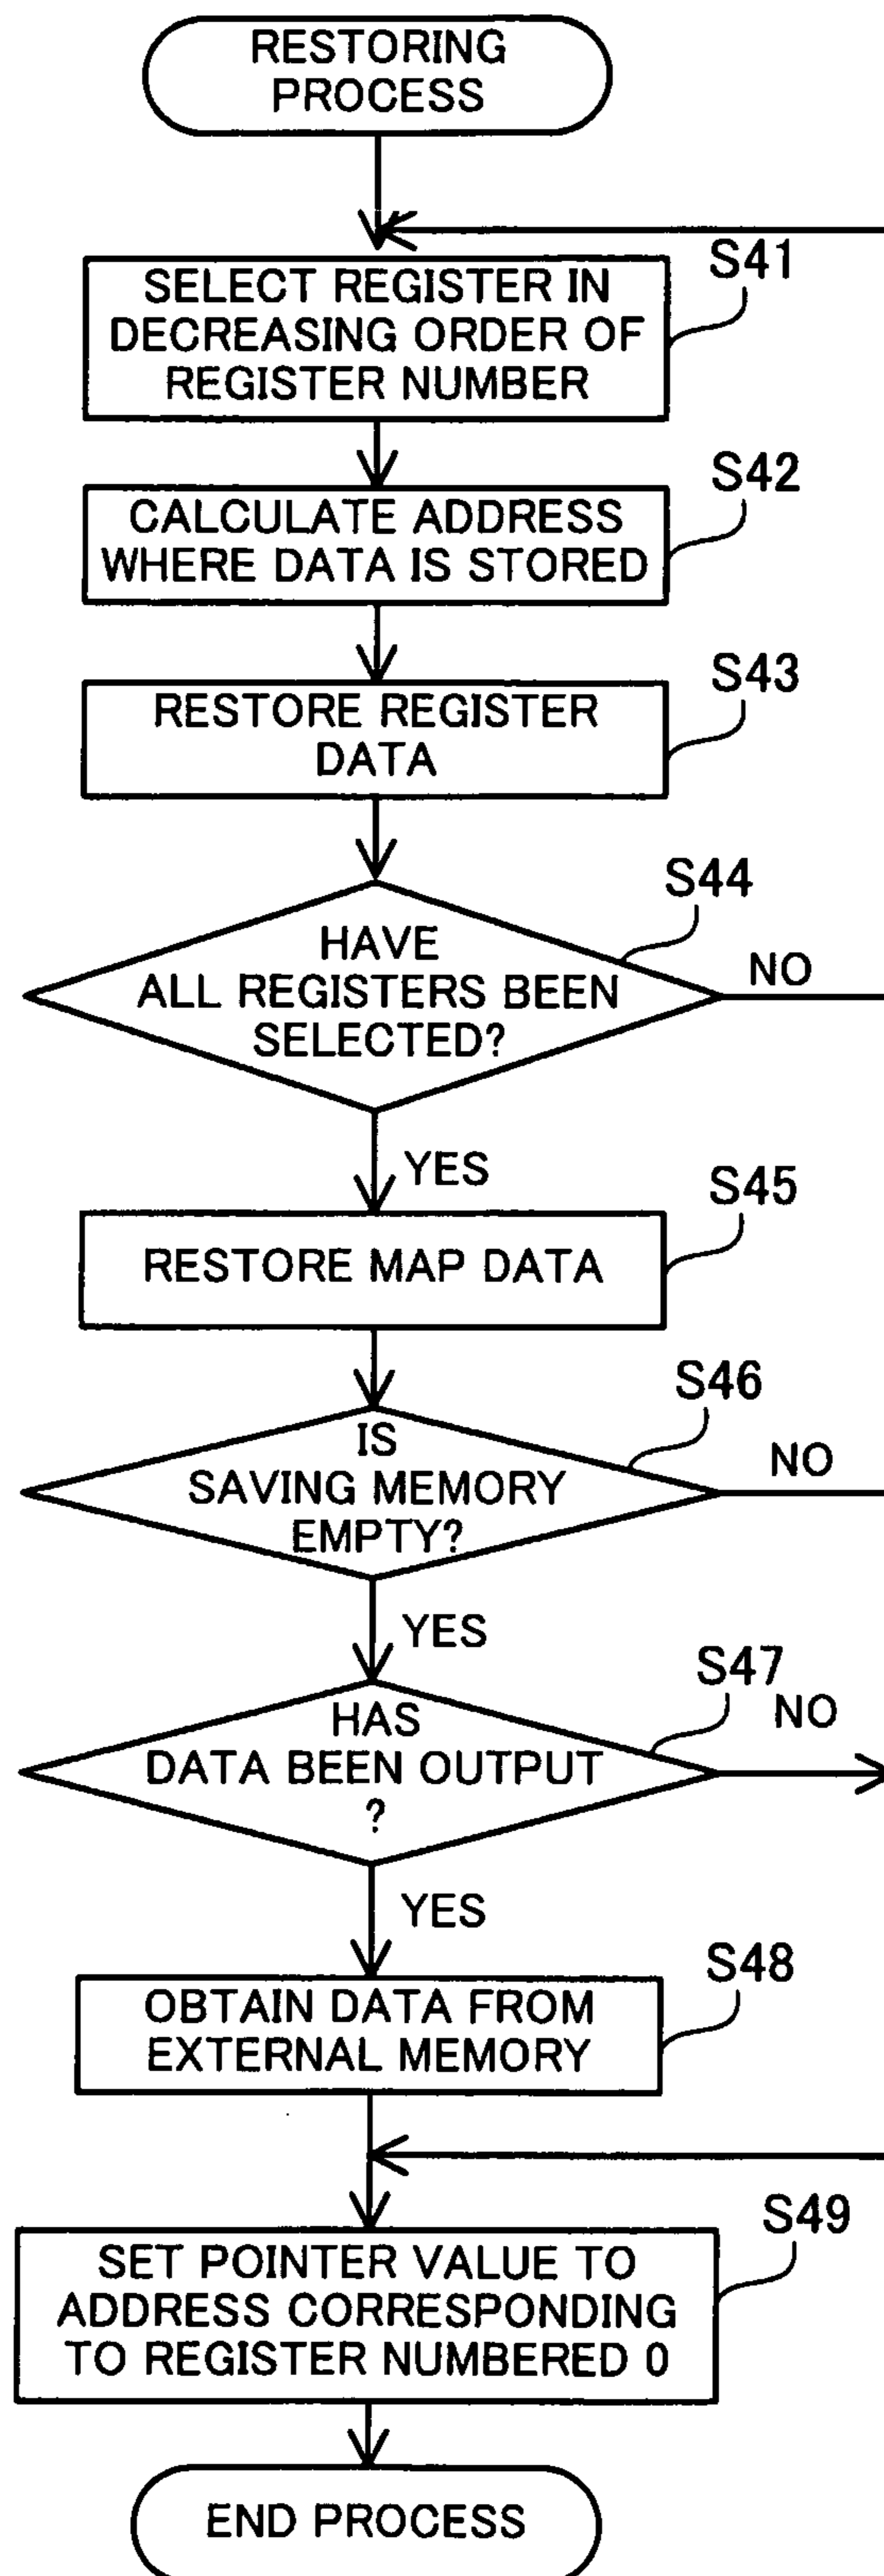 RESTORING
PROCESS
S41
SELECT REGISTER IN
DECREASING ORDER OF
REGISTER NUMBER
S42
CALCULATE ADDRESS
WHERE DATA IS STORED
S43
RESTORE REGISTER
DATA
S44
HAVE
ALL REGISTERS BEEN
SELECTED?
NO
YES
S45
RESTORE MAP DATA
S46
IS
SAVING MEMORY
EMPTY?
NO
YES
S47
HAS
DATA BEEN OUTPUT
?
NO
YES
S48
OBTAIN DATA FROM
EXTERNAL MEMORY
S49
SET POINTER VALUE TO
ADDRESS CORRESPONDING
TO REGISTER NUMBERED 0
END PROCESS